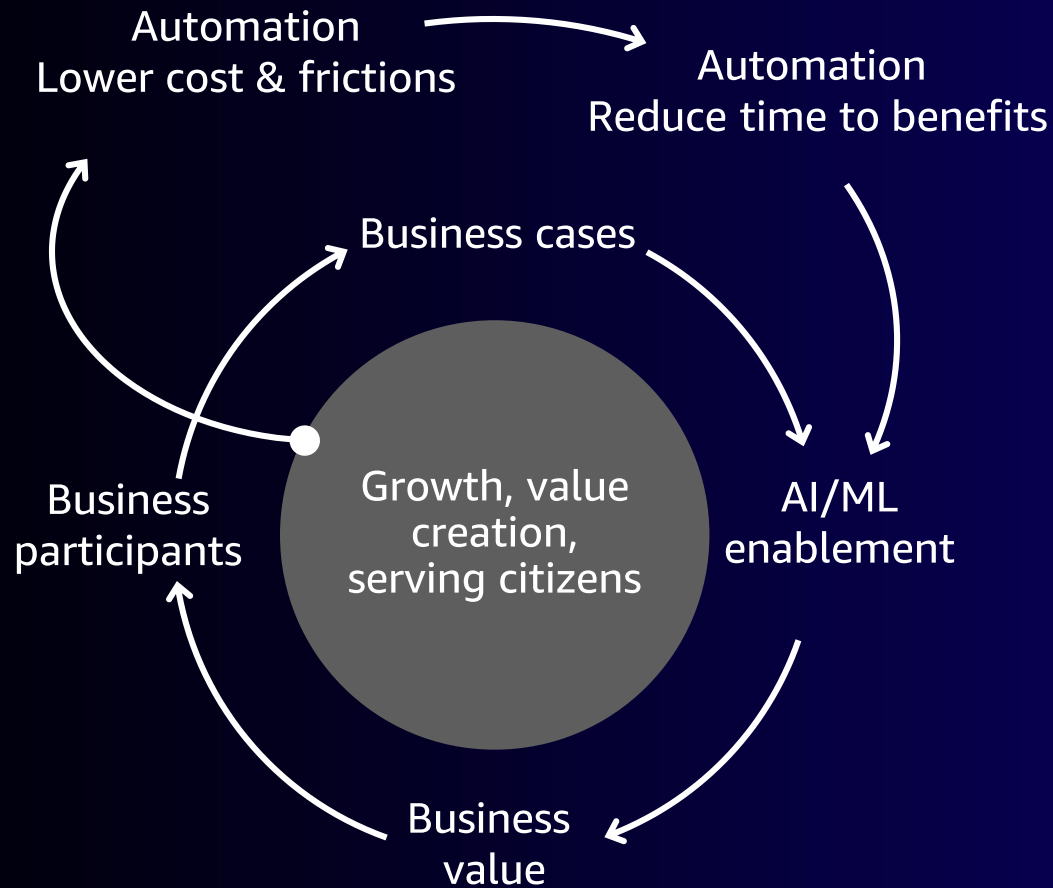 Automation
Lower cost & frictions
Automation
Reduce time to benefits
Business cases
Growth, value
creation,
serving citizens
AI/ML
enablement
Business
participants
Business
value